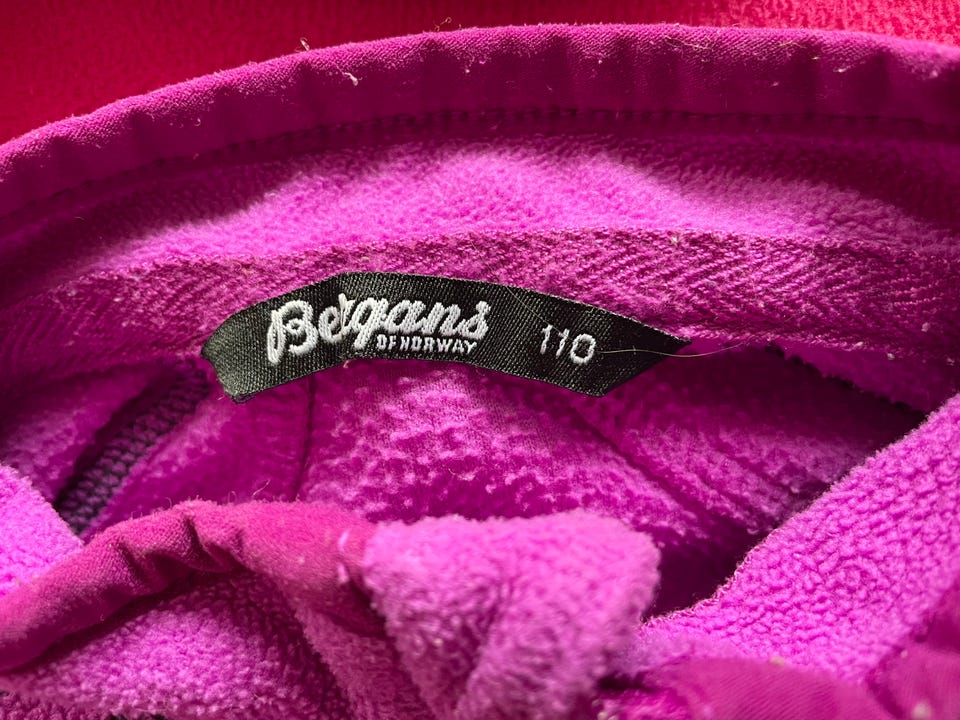 Bergans 110
OF NORWAY